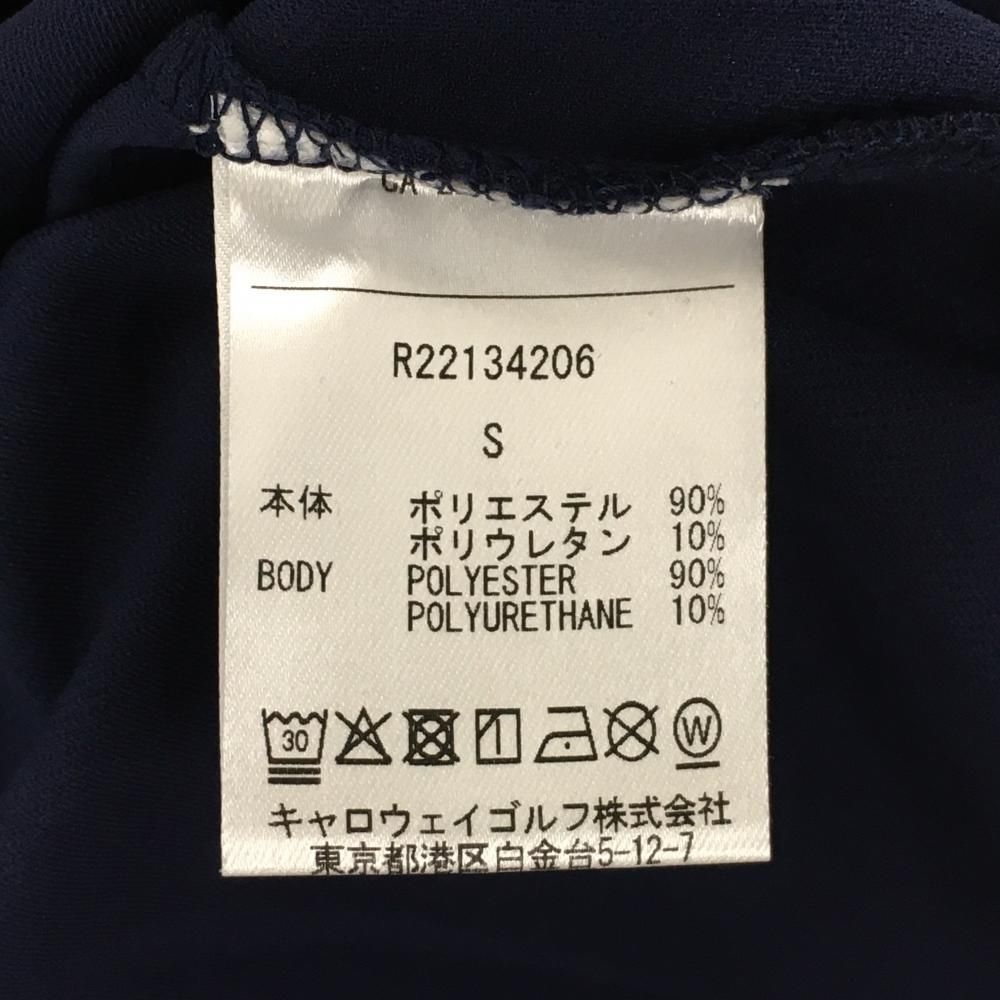 R22134206
S
本体 ポリエステル 90%
ポリウレタン 10%
BODY POLYESTER 90%
POLYURETHANE 10%
30 W
キャロウェイゴルフ株式会社
東京都港区白金台5-12-7